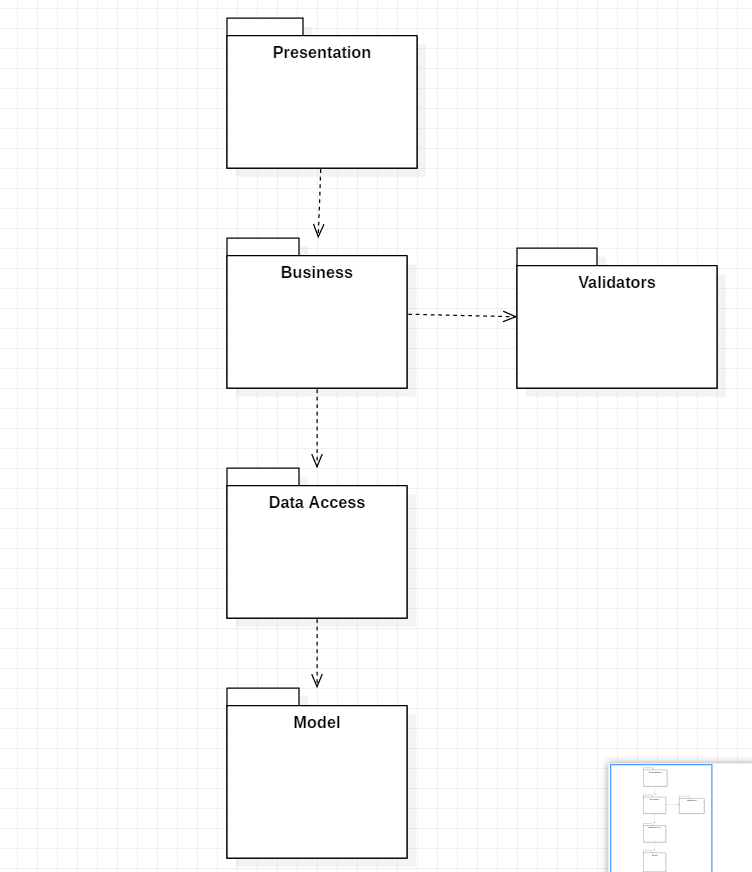 Presentation
Business
Validators
Data Access
Model